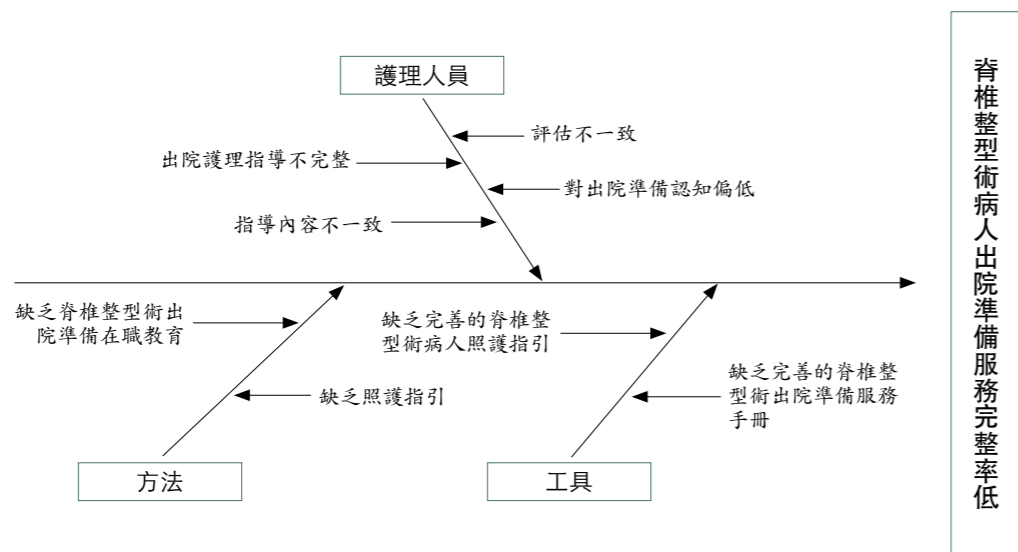 護理人員
評估不一致
出院護理指導不完整
對出院準備認知偏低
指導內容不一致
缺乏脊椎整型術出
院準備在職教育
缺乏照護指引
方法
缺乏完善的脊椎整
型術病人照護指引
缺乏完善的脊椎整
型術出院準備服務
手冊
工具
脊椎整型術病人出院準備服務完整率低